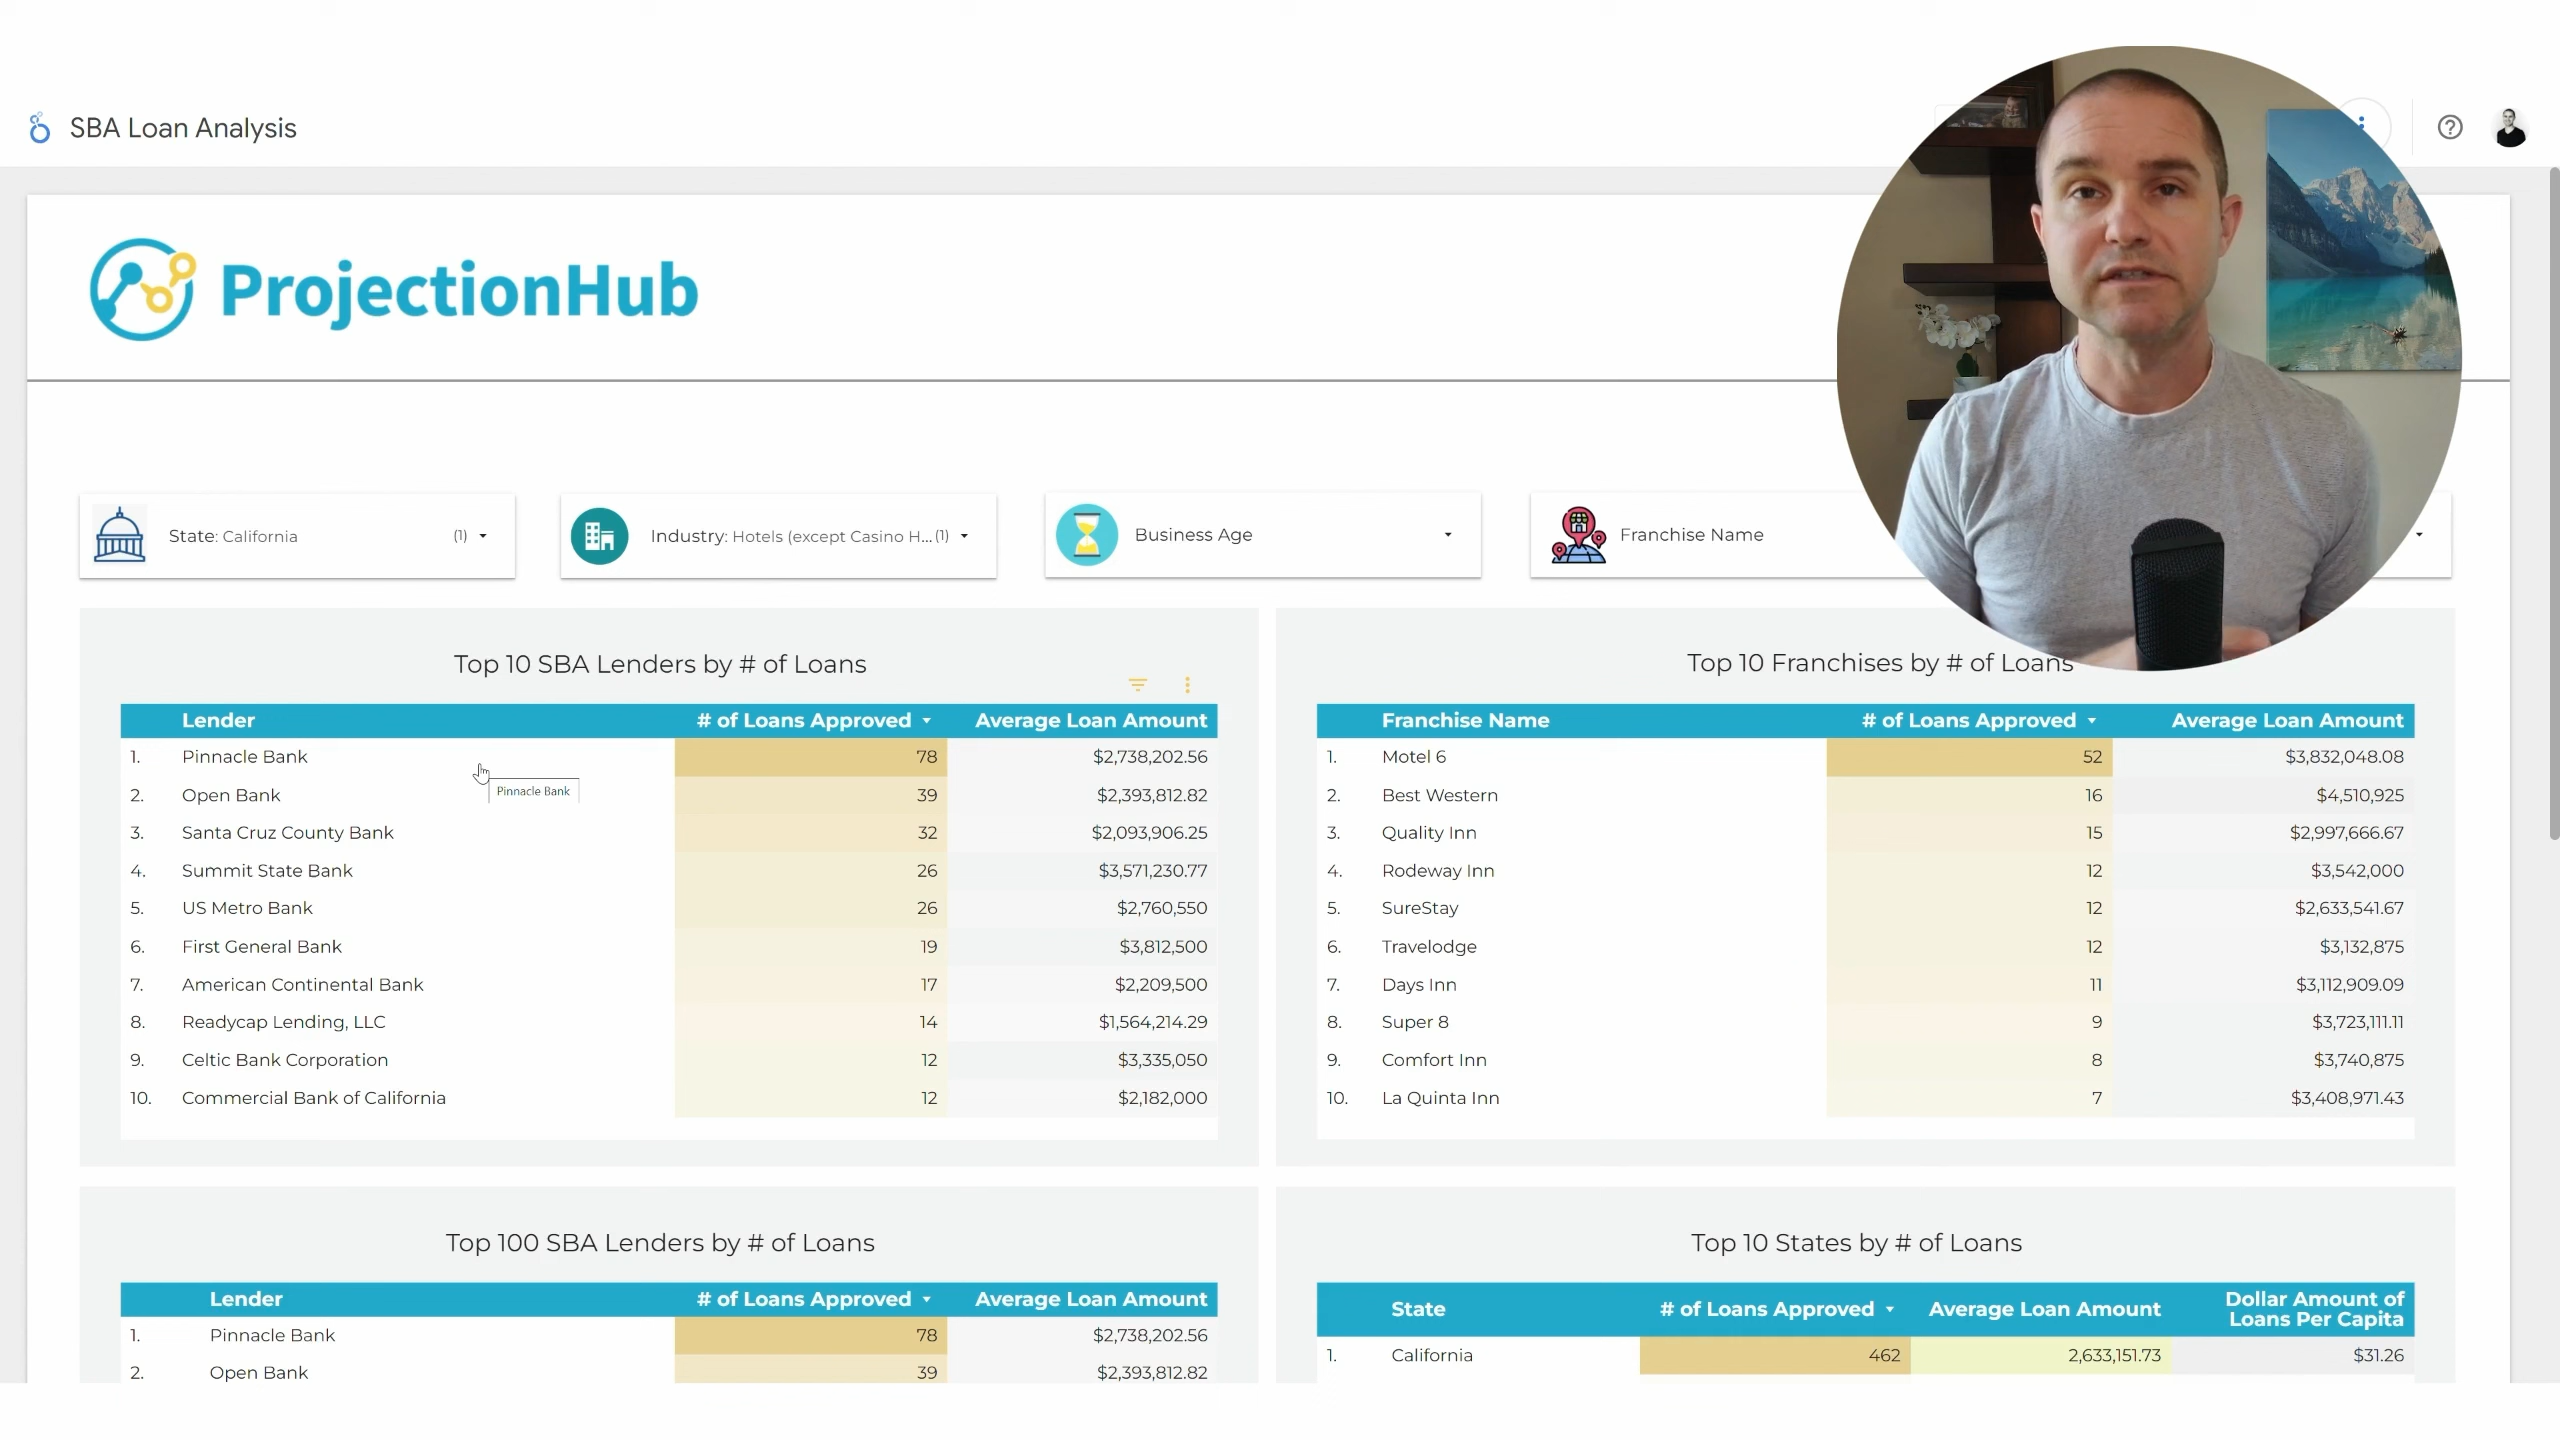 SBA Loan Analysis
ProjectionHub
State: California (1)
Industry: Hotels (except Casino H... (1)
Business Age
Franchise Name
Top 10 SBA Lenders by # of Loans
Lender # of Loans Approved Average Loan Amount
1. Pinnacle Bank 78 $2,738,202.56
Pinnacle Bank
2. Open Bank 39 $2,393,812.82
3. Santa Cruz County Bank 32 $2,093,906.25
4. Summit State Bank 26 $3,571,230.77
5. US Metro Bank 26 $2,760,550
6. First General Bank 19 $3,812,500
7. American Continental Bank 17 $2,209,500
8. Readycap Lending, LLC 14 $1,564,214.29
9. Celtic Bank Corporation 12 $3,335,050
10. Commercial Bank of California 12 $2,182,000
Top 10 Franchises by # of Loans
Franchise Name # of Loans Approved Average Loan Amount
1. Motel 6 52 $3,832,048.08
2. Best Western 16 $4,510,925
3. Quality Inn 15 $2,997,666.67
4. Rodeway Inn 12 $3,542,000
5. SureStay 12 $2,633,541.67
6. Travelodge 12 $3,132,875
7. Days Inn 11 $3,112,909.09
8. Super 8 9 $3,723,111.11
9. Comfort Inn 8 $3,740,875
10. La Quinta Inn 7 $3,408,971.43
Top 100 SBA Lenders by # of Loans
Lender # of Loans Approved Average Loan Amount
1. Pinnacle Bank 78 $2,738,202.56
2. Open Bank 39 $2,393,812.82
Top 10 States by # of Loans
State # of Loans Approved Average Loan Amount Dollar Amount of
Loans Per Capita
1. California 462 2,633,151.73 $31.26